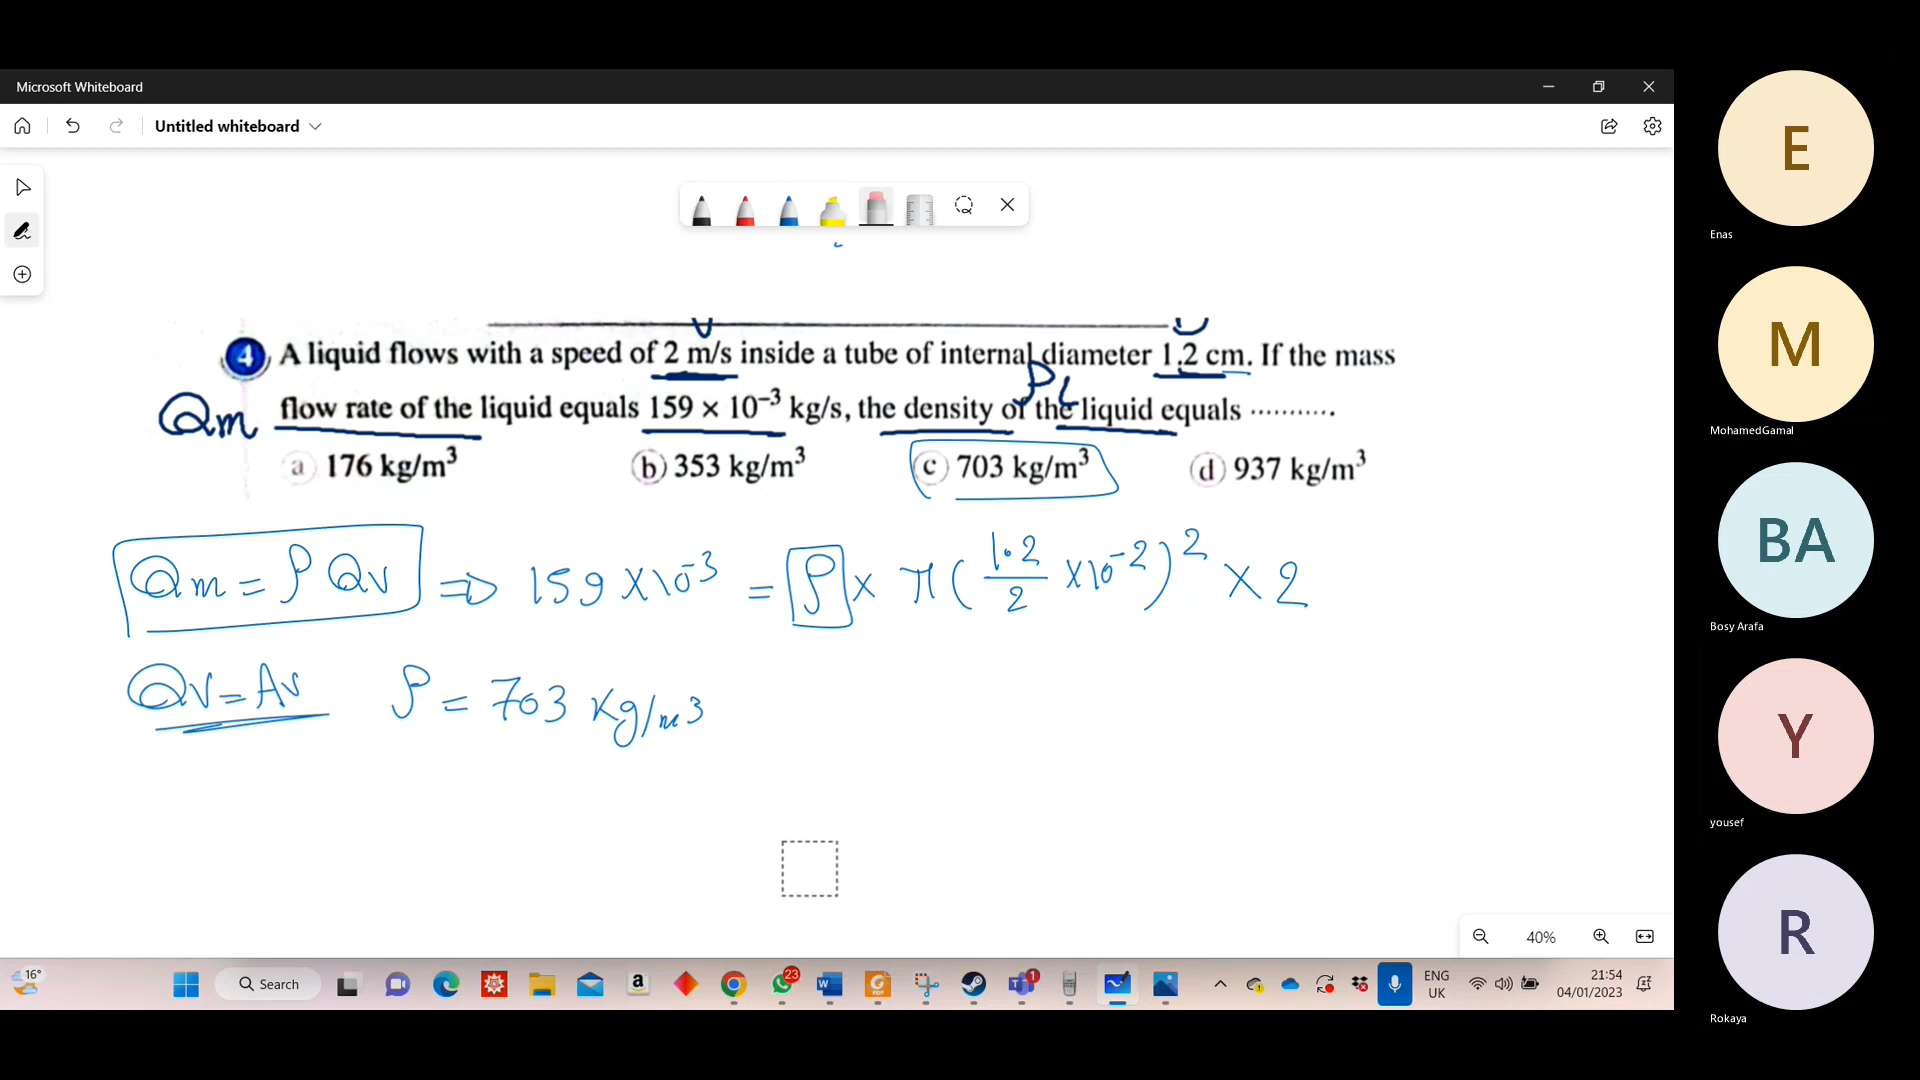 Microsoft Whiteboard
Untitled whiteboard
4 A liquid flows with a speed of 2 m/s inside a tube of internal diameter 1.2 cm. If the mass
Qm flow rate of the liquid equals 159 × 10⁻³ kg/s, the density of the liquid equals ..........
a 176 kg/m³ b 353 kg/m³ c 703 kg/m³ d 937 kg/m³
Qm = ρ Qv ⇒ 159 × 10⁻³ = ρ × π (1.2/2 × 10⁻²)² × 2
Qv = Av ρ = 703 Kg/m³
40%
16° Search 23 1 ENG UK 21:54 04/01/2023
E
Enas
M
MohamedGamal
BA
Bosy Arafa
Y
yousef
R
Rokaya